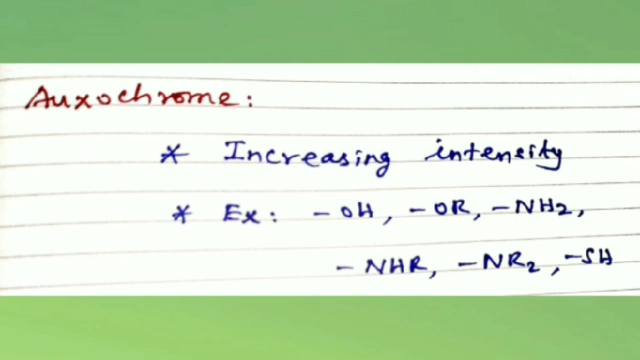 Auxochrome:
* Increasing intensity
* Ex: -OH, -OR, -NH2,
-NHR, -NR₂, -SH